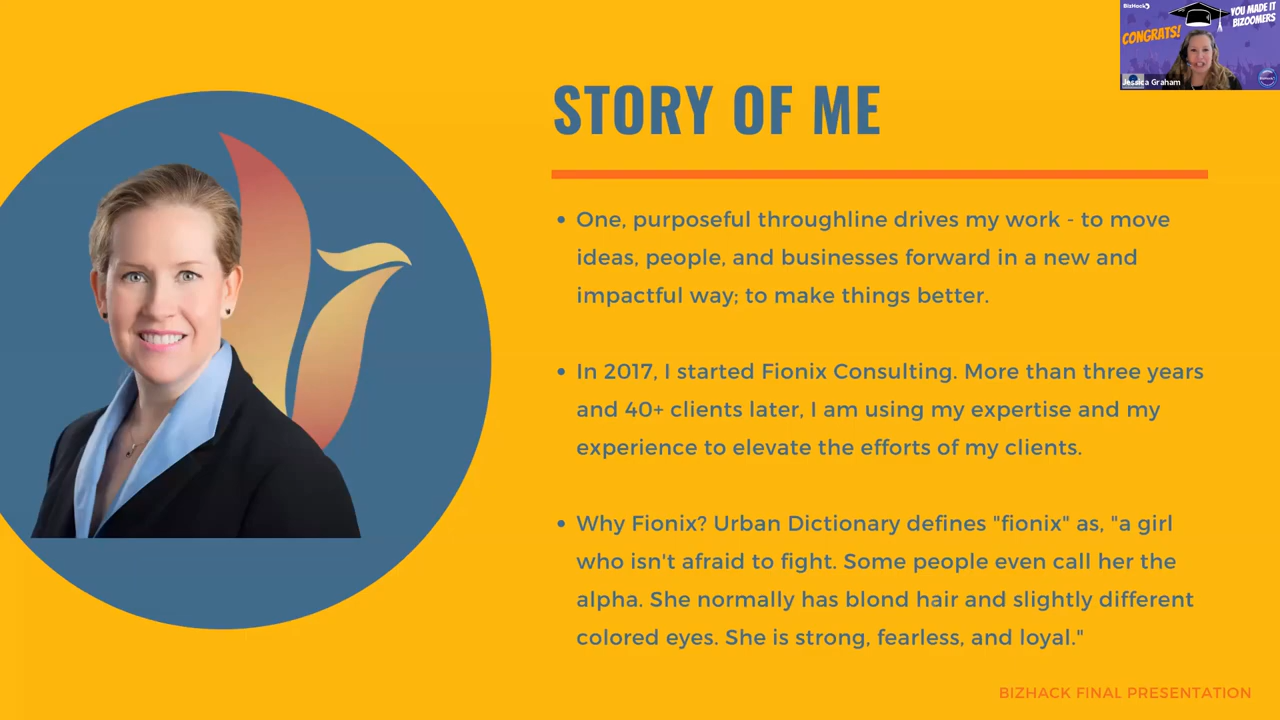 BizHack
CONGRATS!
YOU MADE IT
BIZOOMERS
Jessica Graham
STORY OF ME
• One, purposeful throughline drives my work - to move
ideas, people, and businesses forward in a new and
impactful way; to make things better.
• In 2017, I started Fionix Consulting. More than three years
and 40+ clients later, I am using my expertise and my
experience to elevate the efforts of my clients.
• Why Fionix? Urban Dictionary defines "fionix" as, "a girl
who isn't afraid to fight. Some people even call her the
alpha. She normally has blond hair and slightly different
colored eyes. She is strong, fearless, and loyal."
BIZHACK FINAL PRESENTATION